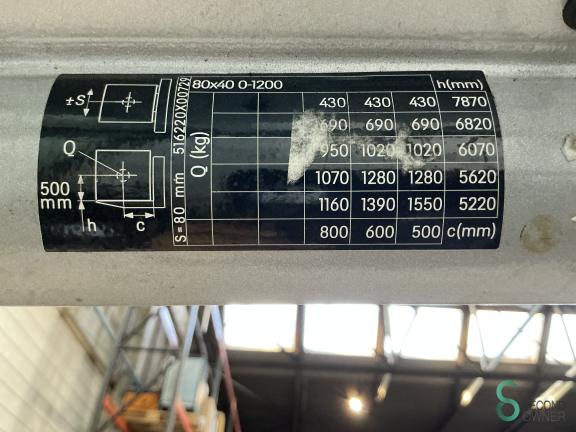 ±S
Q
500
mm
h
c
S=80 mm 516220X00729
80x40 0-1200 h(mm)
Q (kg)
430 430 430 7870
690 690 690 6820
950 1020 1020 6070
1070 1280 1280 5620
1160 1390 1550 5220
800 600 500 c(mm)
SECOND
OWNER